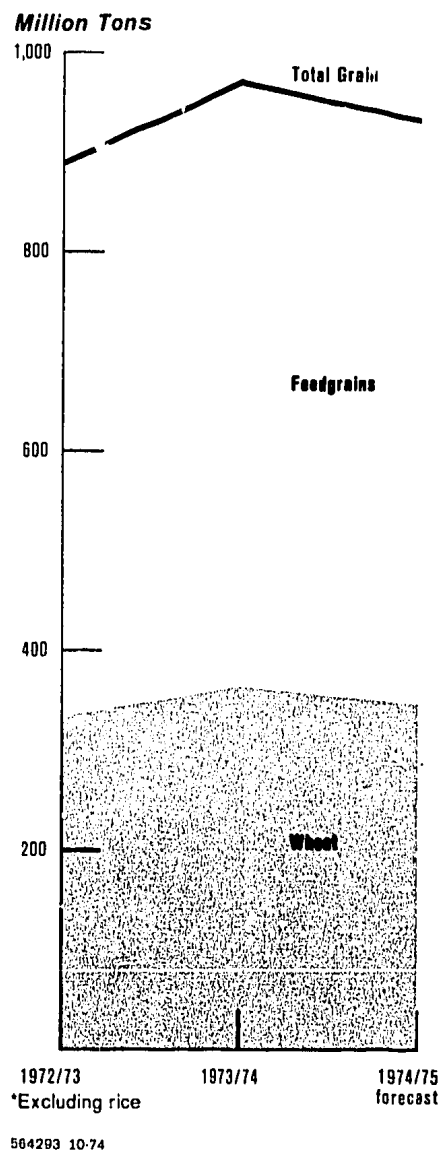 Million Tons
1,000
Total Grain
800
Feedgrains
600
400
200
Wheat
1972/73 1973/74 1974/75
forecast
*Excluding rice
564293 10-74